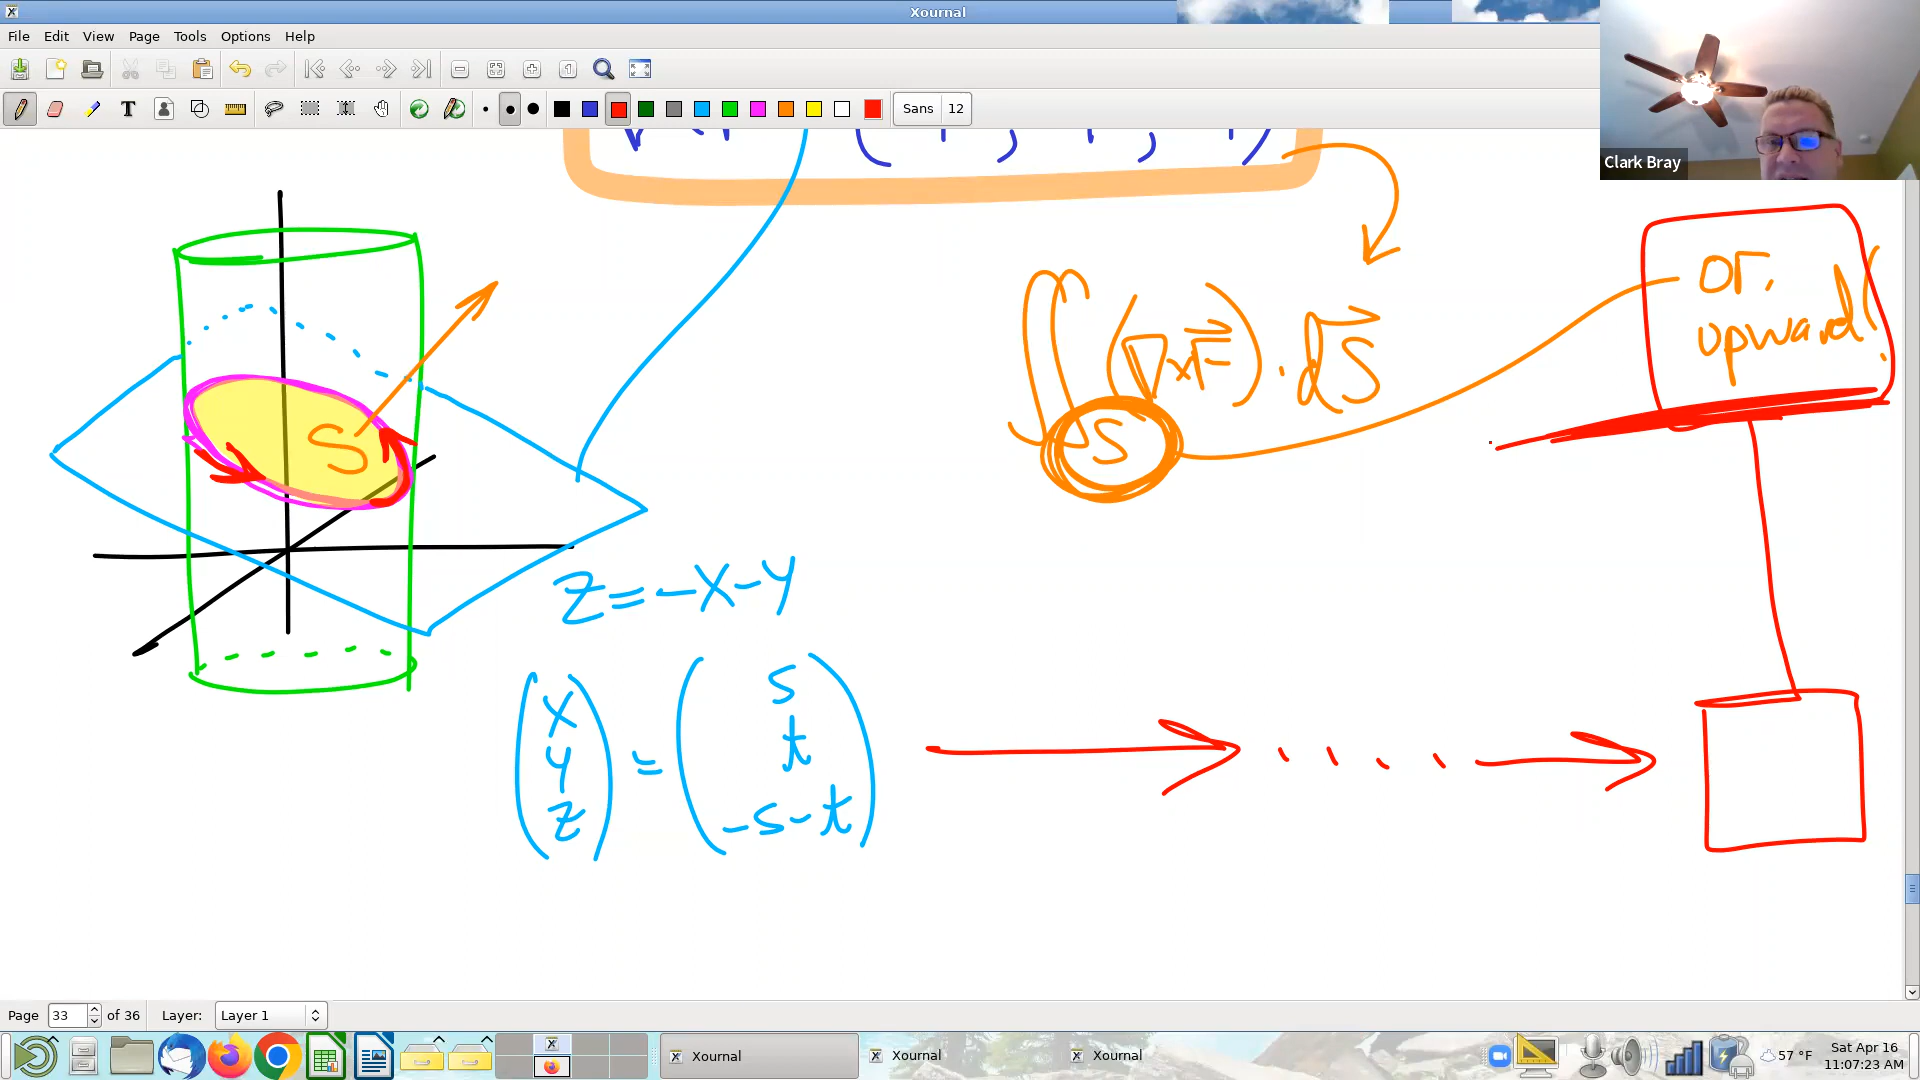 Xournal
File Edit View Page Tools Options Help
Sans 12
Clark Bray
or.
upward!
∬ (∇×F⃗) · dS⃗
S
S
z = -x-y
(x y z) = (s t -s-t)
Page 33 of 36 Layer: Layer 1
Xournal Xournal Xournal
57 °F
Sat Apr 16
11:07:23 AM